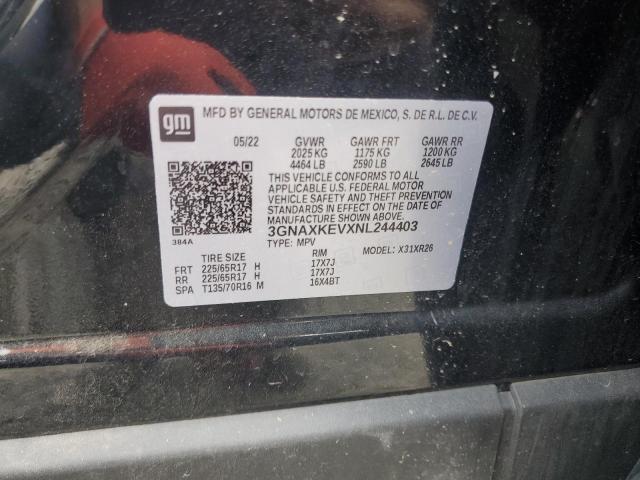 gm MFD BY GENERAL MOTORS DE MEXICO, S. DE R.L. DE C.V.
05/22 GVWR GAWR FRT GAWR RR
2025 KG 1175 KG 1200 KG
4464 LB 2590 LB 2645 LB
THIS VEHICLE CONFORMS TO ALL
APPLICABLE U.S. FEDERAL MOTOR
VEHICLE SAFETY AND THEFT PREVENTION
STANDARDS IN EFFECT ON THE DATE OF
MANUFACTURE SHOWN ABOVE.
384A 3GNAXKEVXNL244403
TYPE: MPV MODEL: X31XR26
TIRE SIZE RIM
FRT 225/65R17 H 17X7J
RR 225/65R17 H 17X7J
SPA T135/70R16 M 16X4BT